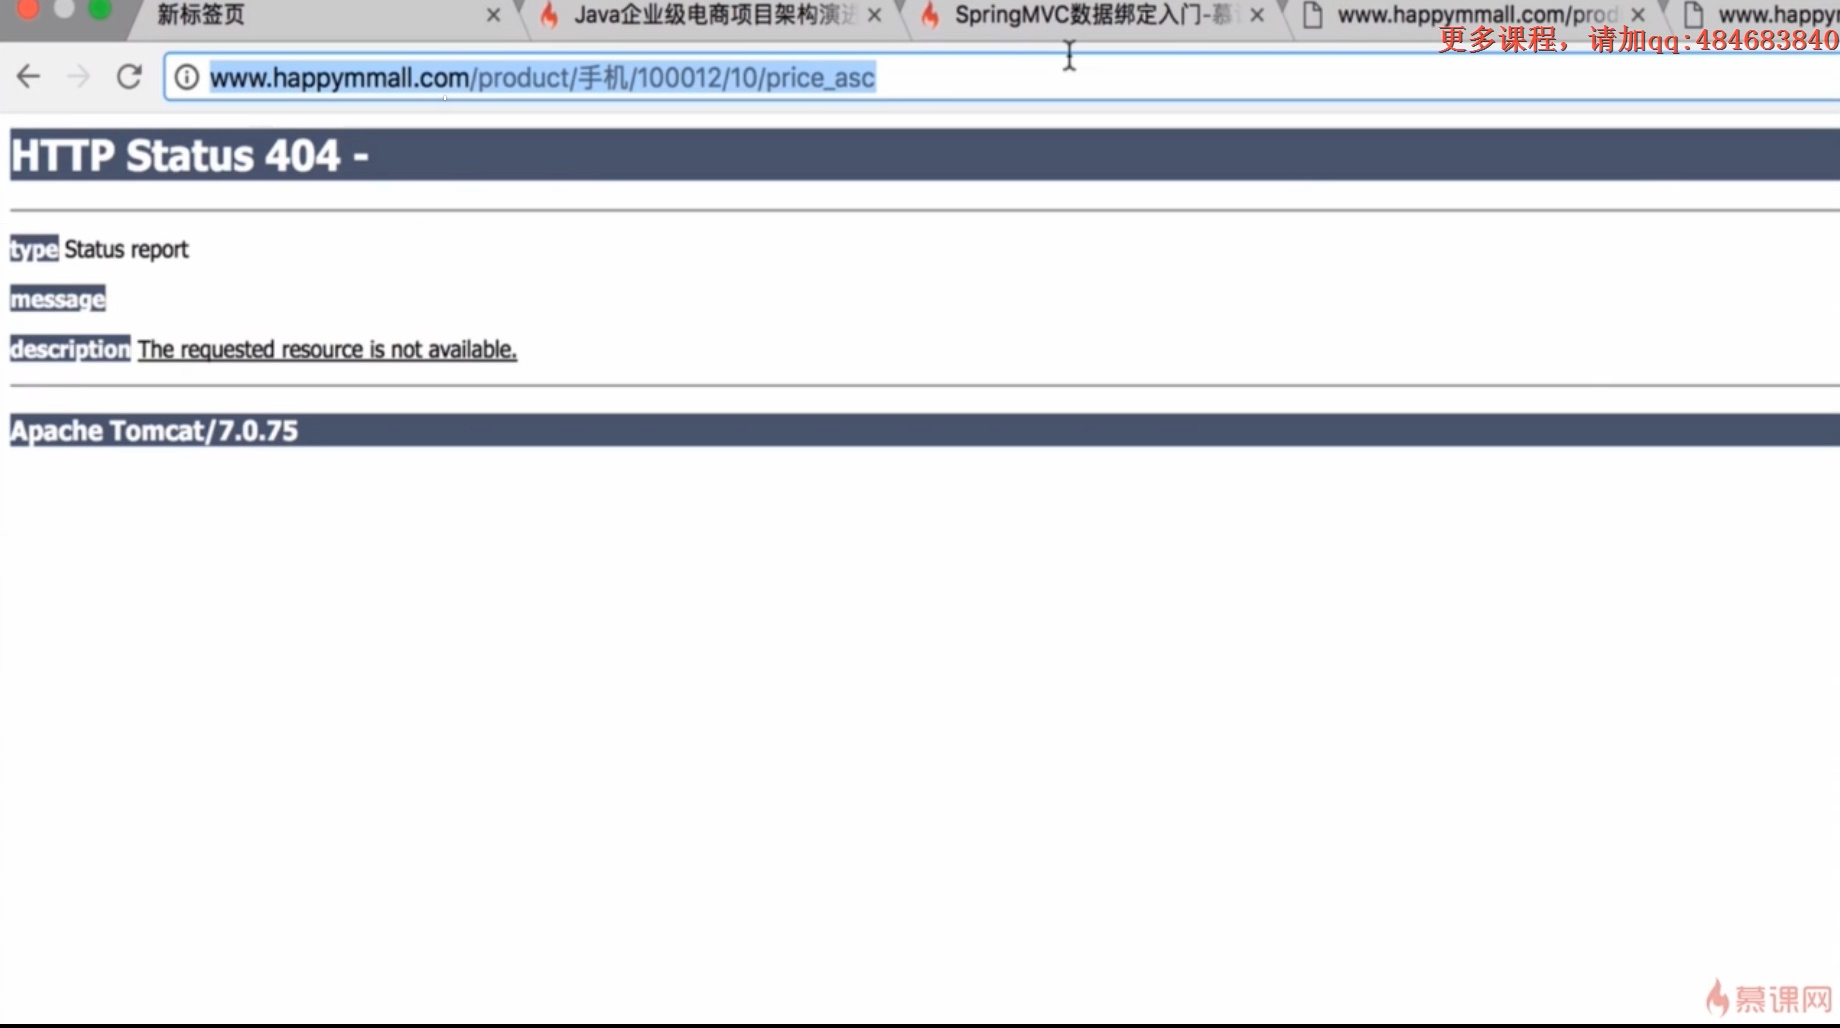 新标签页
Java企业级电商项目架构演进
SpringMVC数据绑定入门-慕
www.happymmall.com/prod
www.happym
更多课程，请加qq:484683840
www.happymmall.com/product/手机/100012/10/price_asc
HTTP Status 404 -
type Status report
message
description The requested resource is not available.
Apache Tomcat/7.0.75
慕课网